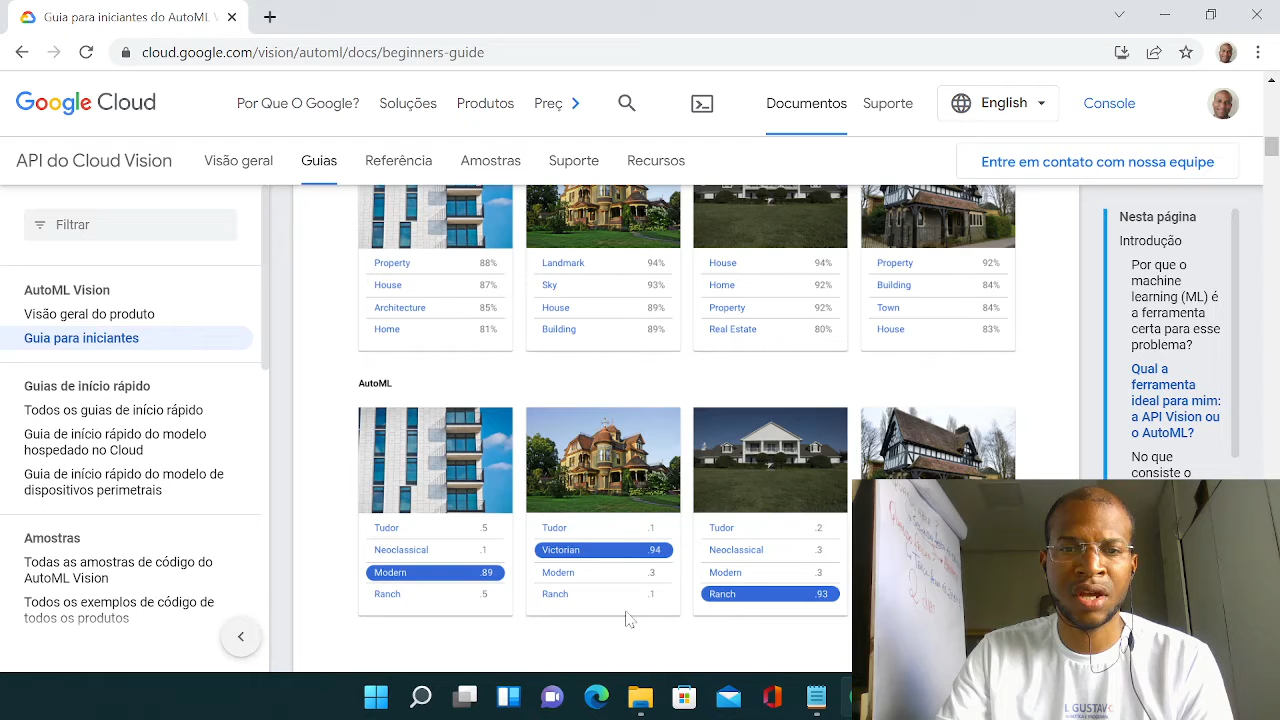 Guia para iniciantes do AutoML V
cloud.google.com/vision/automl/docs/beginners-guide
Google Cloud
Por Que O Google?
Soluções
Produtos
Preç
Documentos
Suporte
English
Console
API do Cloud Vision
Visão geral
Guias
Referência
Amostras
Suporte
Recursos
Entre em contato com nossa equipe
Filtrar
AutoML Vision
Visão geral do produto
Guia para iniciantes
Guias de início rápido
Todos os guias de início rápido
Guia de início rápido do modelo
hospedado no Cloud
Guia de início rápido do modelo de
dispositivos perimetrais
Amostras
Todas as amostras de código do
AutoML Vision
Todos os exemplos de código de
todos os produtos
Property 88%
House 87%
Architecture 85%
Home 81%
Landmark 94%
Sky 93%
House 89%
Building 89%
House 94%
Home 92%
Property 92%
Real Estate 80%
Property 92%
Building 84%
Town 84%
House 83%
AutoML
Tudor .5
Neoclassical .1
Modern .89
Ranch .5
Tudor .1
Victorian .94
Modern .3
Ranch .1
Tudor .2
Neoclassical .3
Modern .3
Ranch .93
Nesta página
Introdução
Por que o
machine
learning (ML) é
a ferramenta
certa para esse
problema?
Qual a
ferramenta
ideal para mim:
a API Vision ou
o AutoML?
No que
consiste o
L GUSTAVO